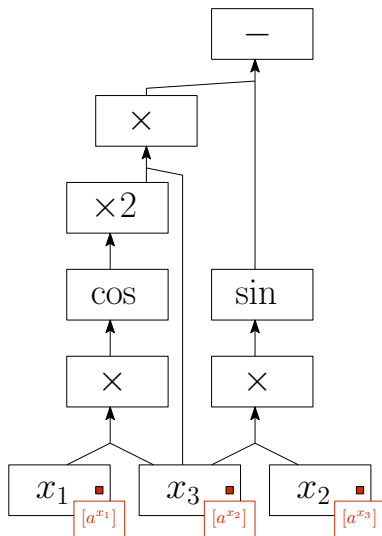 −
×
×2
cos sin
× ×
x₁ x₃ x₂
[a^{x₁}] [a^{x₂}] [a^{x₃}]